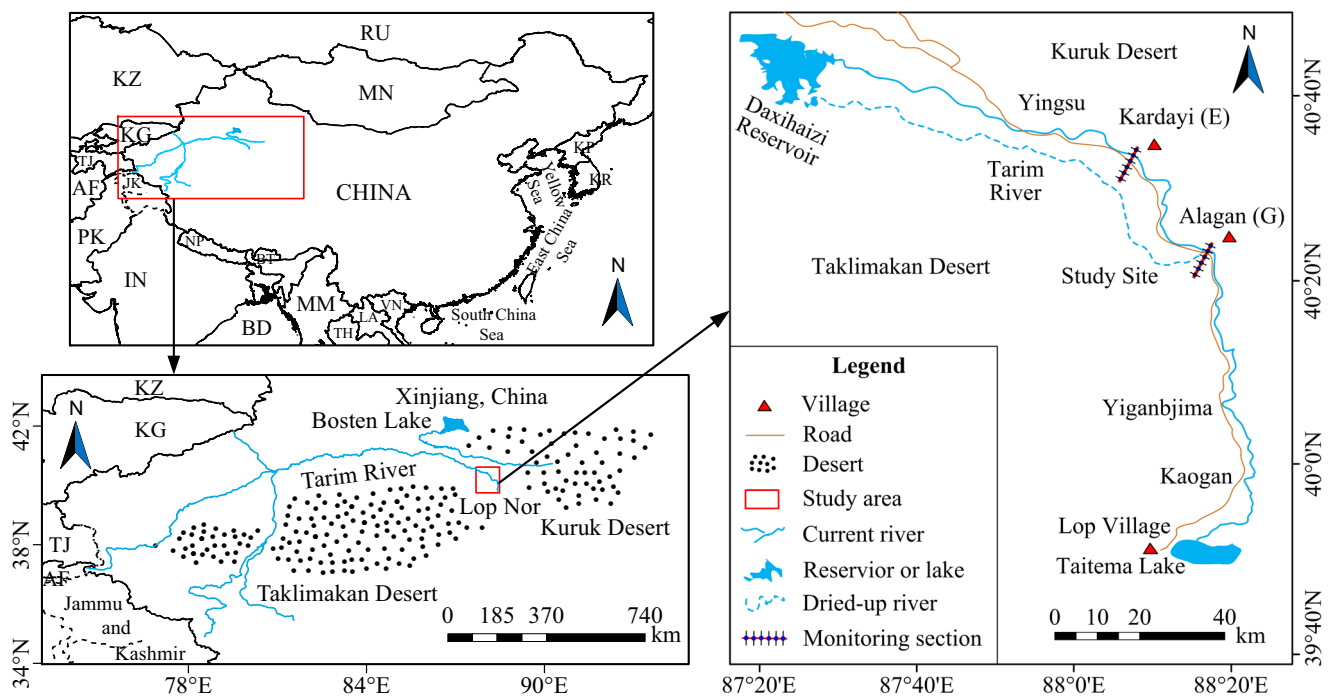 RU
KZ
MN
KG
TJ
JK
AF
CHINA
KP
KR
Yellow
Sea
East China
Sea
PK
NP
BT
IN
MM
VN
LA
BD
TH
South China
Sea
N
KZ
Xinjiang, China
N
KG
Bosten Lake
Tarim River
Lop Nor
Kuruk Desert
TJ
AF
Taklimakan Desert
Jammu
and
Kashmir
0 185 370 740
km
42°N
38°N
34°N
78°E 84°E 90°E
Kuruk Desert
N
Yingsu
Daxihaizi
Reservoir
Kardayi (E)
Tarim
River
Alagan (G)
Taklimakan Desert
Study Site
Yiganbjima
Kaogan
Lop Village
Taitema Lake
Legend
Village
Road
Desert
Study area
Current river
Reservior or lake
Dried-up river
Monitoring section
0 10 20 40
km
40°40'N
40°20'N
40°0'N
39°40'N
87°20'E 87°40'E 88°0'E 88°20'E